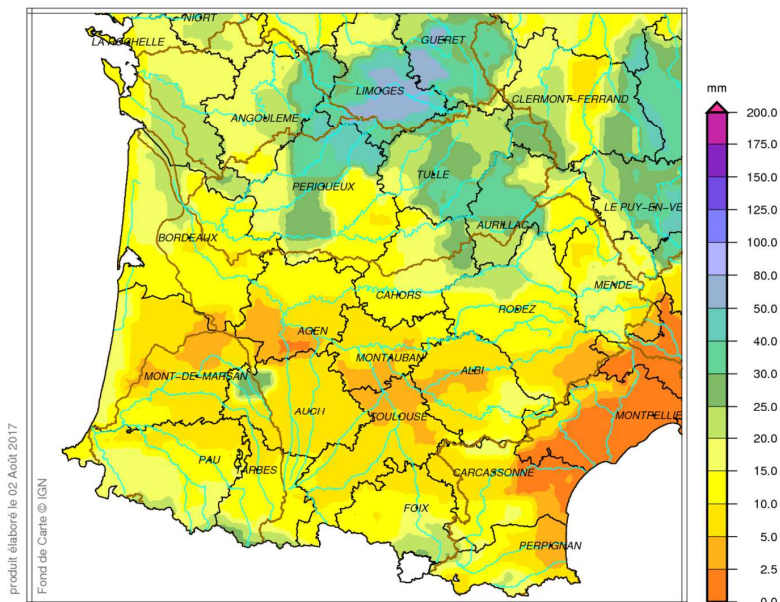 NIORT
LA ROCHELLE
GUERET
LIMOGES
CLERMONT-FERRAND
ANGOULEME
TULLE
PERIGUEUX
LE PUY-EN-VE
AURILLAC
BORDEAUX
MENDE
CAHORS
RODEZ
AGEN
MONTAUBAN
ALBI
MONT-DE-MARSAN
AUCH
TOULOUSE
MONTPELLIE
PAU
TARBES
CARCASSONNE
FOIX
PERPIGNAN
mm
200.0
175.0
150.0
125.0
100.0
80.0
50.0
40.0
30.0
25.0
20.0
15.0
10.0
5.0
2.5
0.0
produit élaboré le 02 Août 2017
Fond de Carte © IGN